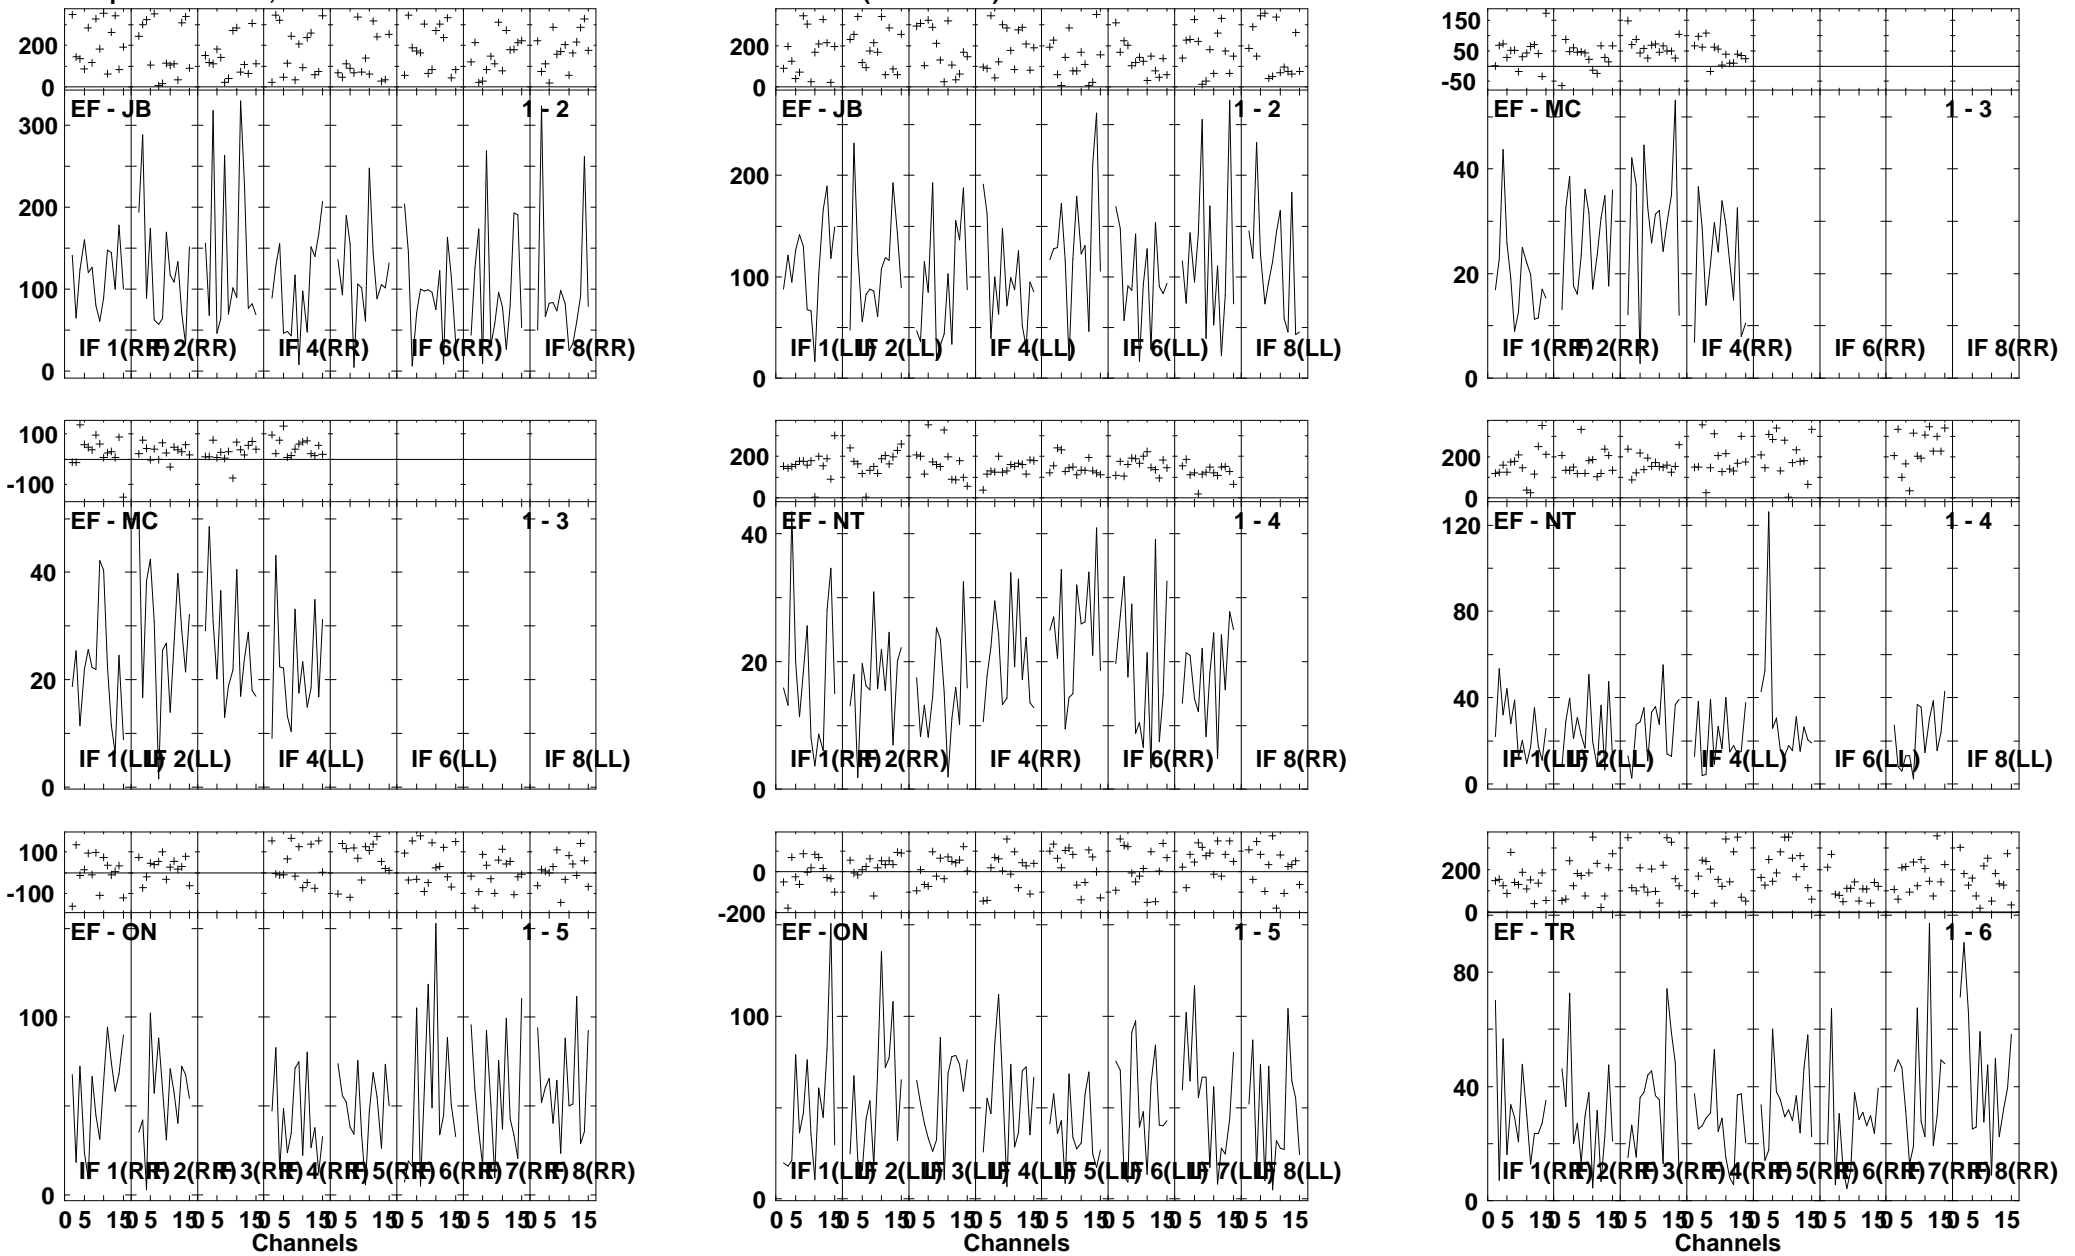 200
0
EF - JB 1 - 2
300
200
100
0
IF 1(RR) IF 2(RR) IF 4(RR) IF 6(RR) IF 8(RR)
200
0
EF - JB 1 - 2
200
100
0
IF 1(LL) IF 2(LL) IF 4(LL) IF 6(LL) IF 8(LL)
150
50
-50
EF - MC 1 - 3
40
20
0
IF 1(RR) IF 2(RR) IF 4(RR) IF 6(RR) IF 8(RR)
100
-100
EF - MC 1 - 3
40
20
0
IF 1(LL) IF 2(LL) IF 4(LL) IF 6(LL) IF 8(LL)
200
0
EF - NT 1 - 4
40
20
0
IF 1(RR) IF 2(RR) IF 4(RR) IF 6(RR) IF 8(RR)
200
0
EF - NT 1 - 4
120
80
40
0
IF 1(LL) IF 2(LL) IF 4(LL) IF 6(LL) IF 8(LL)
100
-100
EF - ON 1 - 5
100
0
IF 1(RR) IF 2(RR) IF 3(RR) IF 4(RR) IF 5(RR) IF 6(RR) IF 7(RR) IF 8(RR)
0 5 15 0 5 15 0 5 15 0 5 15 0 5 15 0 5 15 0 5 15 0 5 15
Channels
0
-200
EF - ON 1 - 5
100
0
IF 1(LL) IF 2(LL) IF 3(LL) IF 4(LL) IF 5(LL) IF 6(LL) IF 7(LL) IF 8(LL)
0 5 15 0 5 15 0 5 15 0 5 15 0 5 15 0 5 15 0 5 15 0 5 15
Channels
200
0
EF - TR 1 - 6
80
40
0
IF 1(RR) IF 2(RR) IF 3(RR) IF 4(RR) IF 5(RR) IF 6(RR) IF 7(RR) IF 8(RR)
0 5 15 0 5 15 0 5 15 0 5 15 0 5 15 0 5 15 0 5 15 0 5 15
Channels